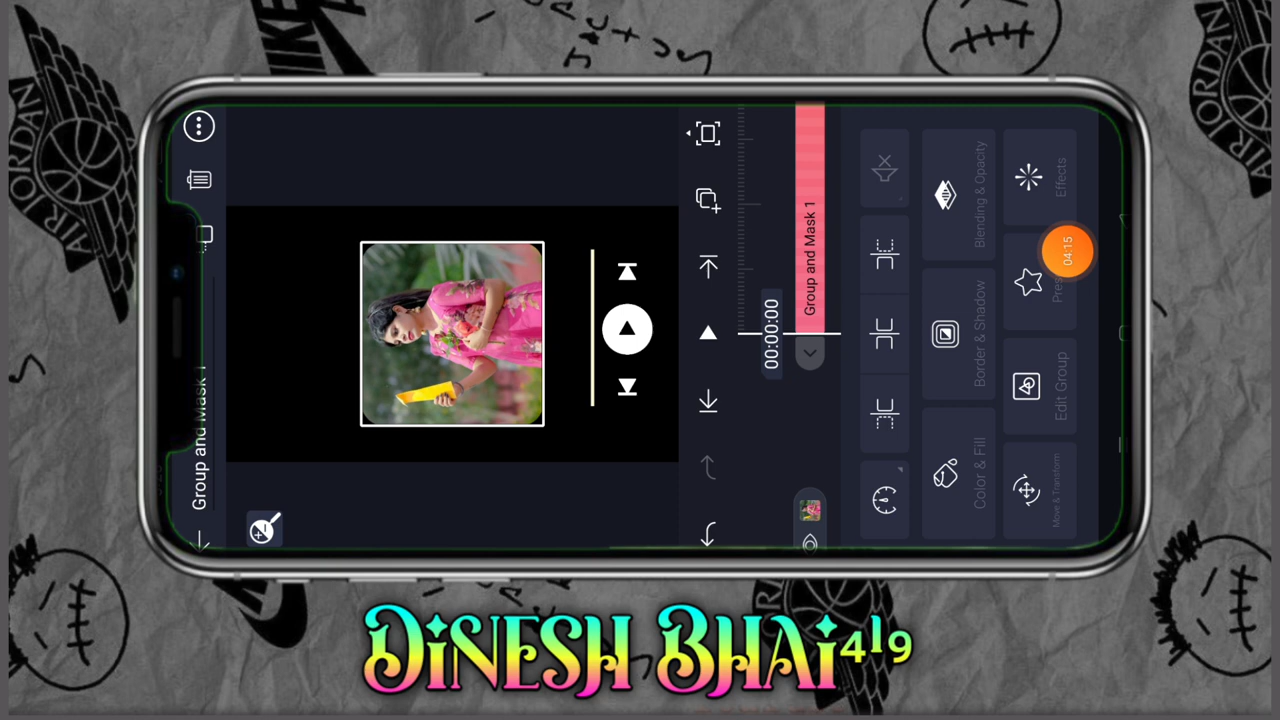 NIKE
AIR JORDAN
AIR JORDAN
Group and Mask 1
00:00:00
Group and Mask 1
Blending & Opacity
Border & Shadow
Color & Fill
Effects
Edit Group
Move & Transform
04:15
DINESH BHAI419